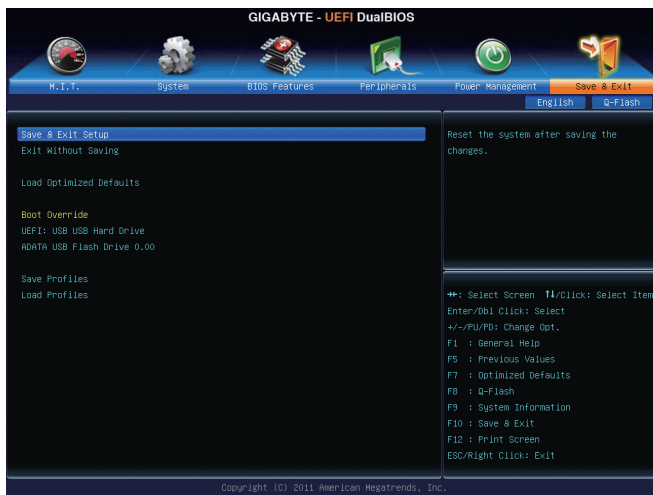 GIGABYTE - UEFI DualBIOS
M.I.T.
System
BIOS Features
Peripherals
Power Management
Save & Exit
English
Q-Flash
Save & Exit Setup
Exit Without Saving
Load Optimized Defaults
Boot Override
UEFI: USB USB Hard Drive
ADATA USB Flash Drive 0.00
Save Profiles
Load Profiles
Reset the system after saving the
changes.
→←: Select Screen ↑↓/Click: Select Item
Enter/Dbl Click: Select
+/-/PU/PD: Change Opt.
F1 : General Help
F5 : Previous Values
F7 : Optimized Defaults
F8 : Q-Flash
F9 : System Information
F10 : Save & Exit
F12 : Print Screen
ESC/Right Click: Exit
Copyright (C) 2011 American Megatrends, Inc.